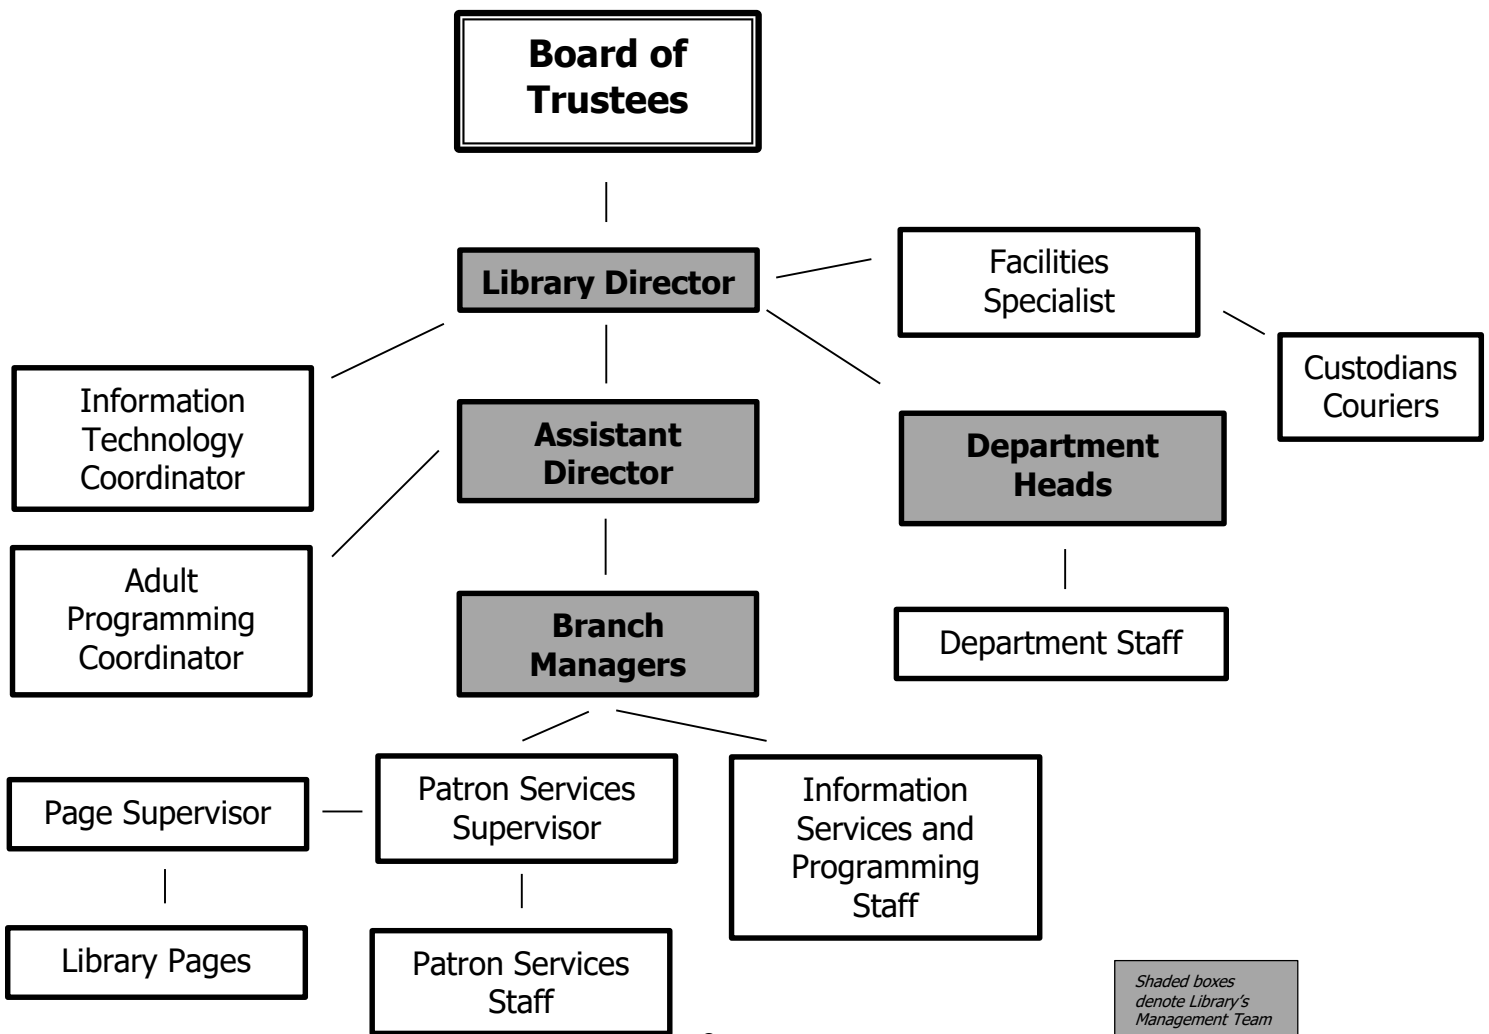 Board of
Trustees
Library Director
Facilities
Specialist
Custodians
Couriers
Information
Technology
Coordinator
Assistant
Director
Department
Heads
Adult
Programming
Coordinator
Branch
Managers
Department Staff
Page Supervisor
Patron Services
Supervisor
Information
Services and
Programming
Staff
Library Pages
Patron Services
Staff
Shaded boxes
denote Library's
Management Team